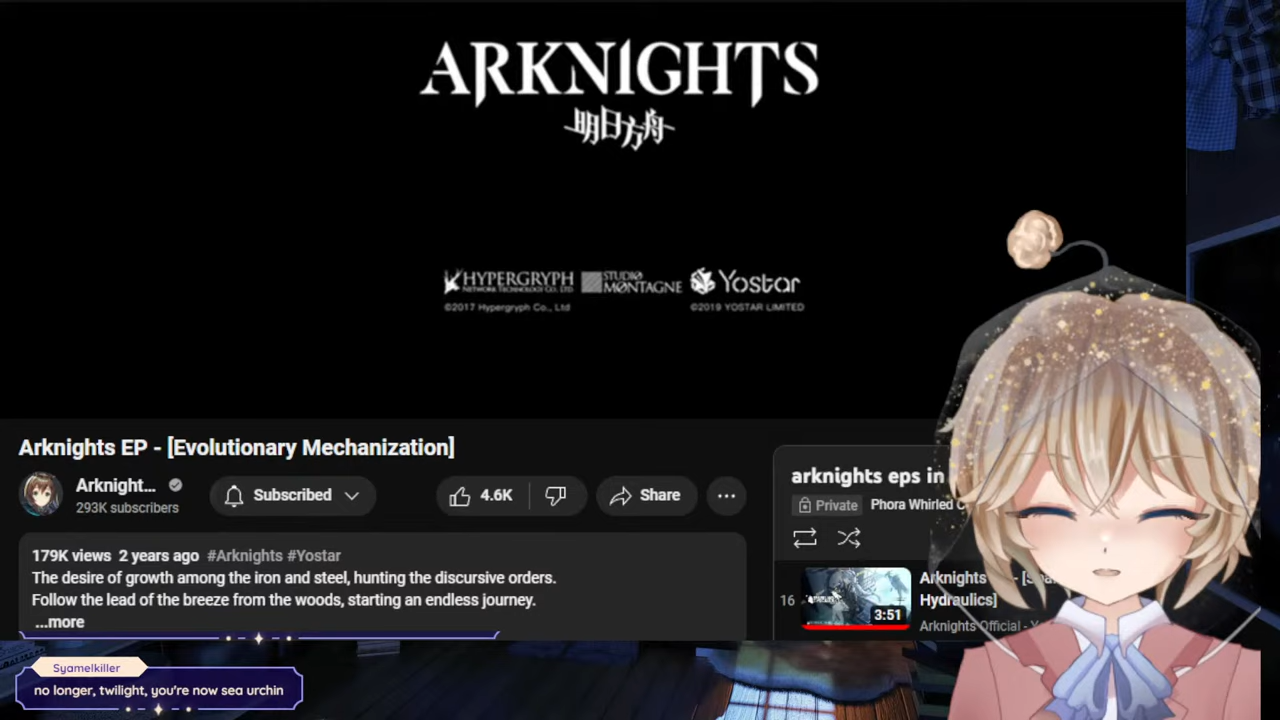 ARKNIGHTS
明日方舟
HYPERGRYPH
NETWORK TECHNOLOGY CO., LTD.
STUDIO
MONTAGNE
Yostar
©2017 Hypergryph Co., Ltd
©2019 YOSTAR LIMITED
Arknights EP - [Evolutionary Mechanization]
Arknight...
293K subscribers
Subscribed
4.6K
Share
179K views 2 years ago #Arknights #Yostar
The desire of growth among the iron and steel, hunting the discursive orders.
Follow the lead of the breeze from the woods, starting an endless journey.
...more
arknights eps in
Private
Phora Whirled
16
3:51
Arknights
Hydraulics]
Arknights Official
Syamelkiller
no longer, twilight, you're now sea urchin